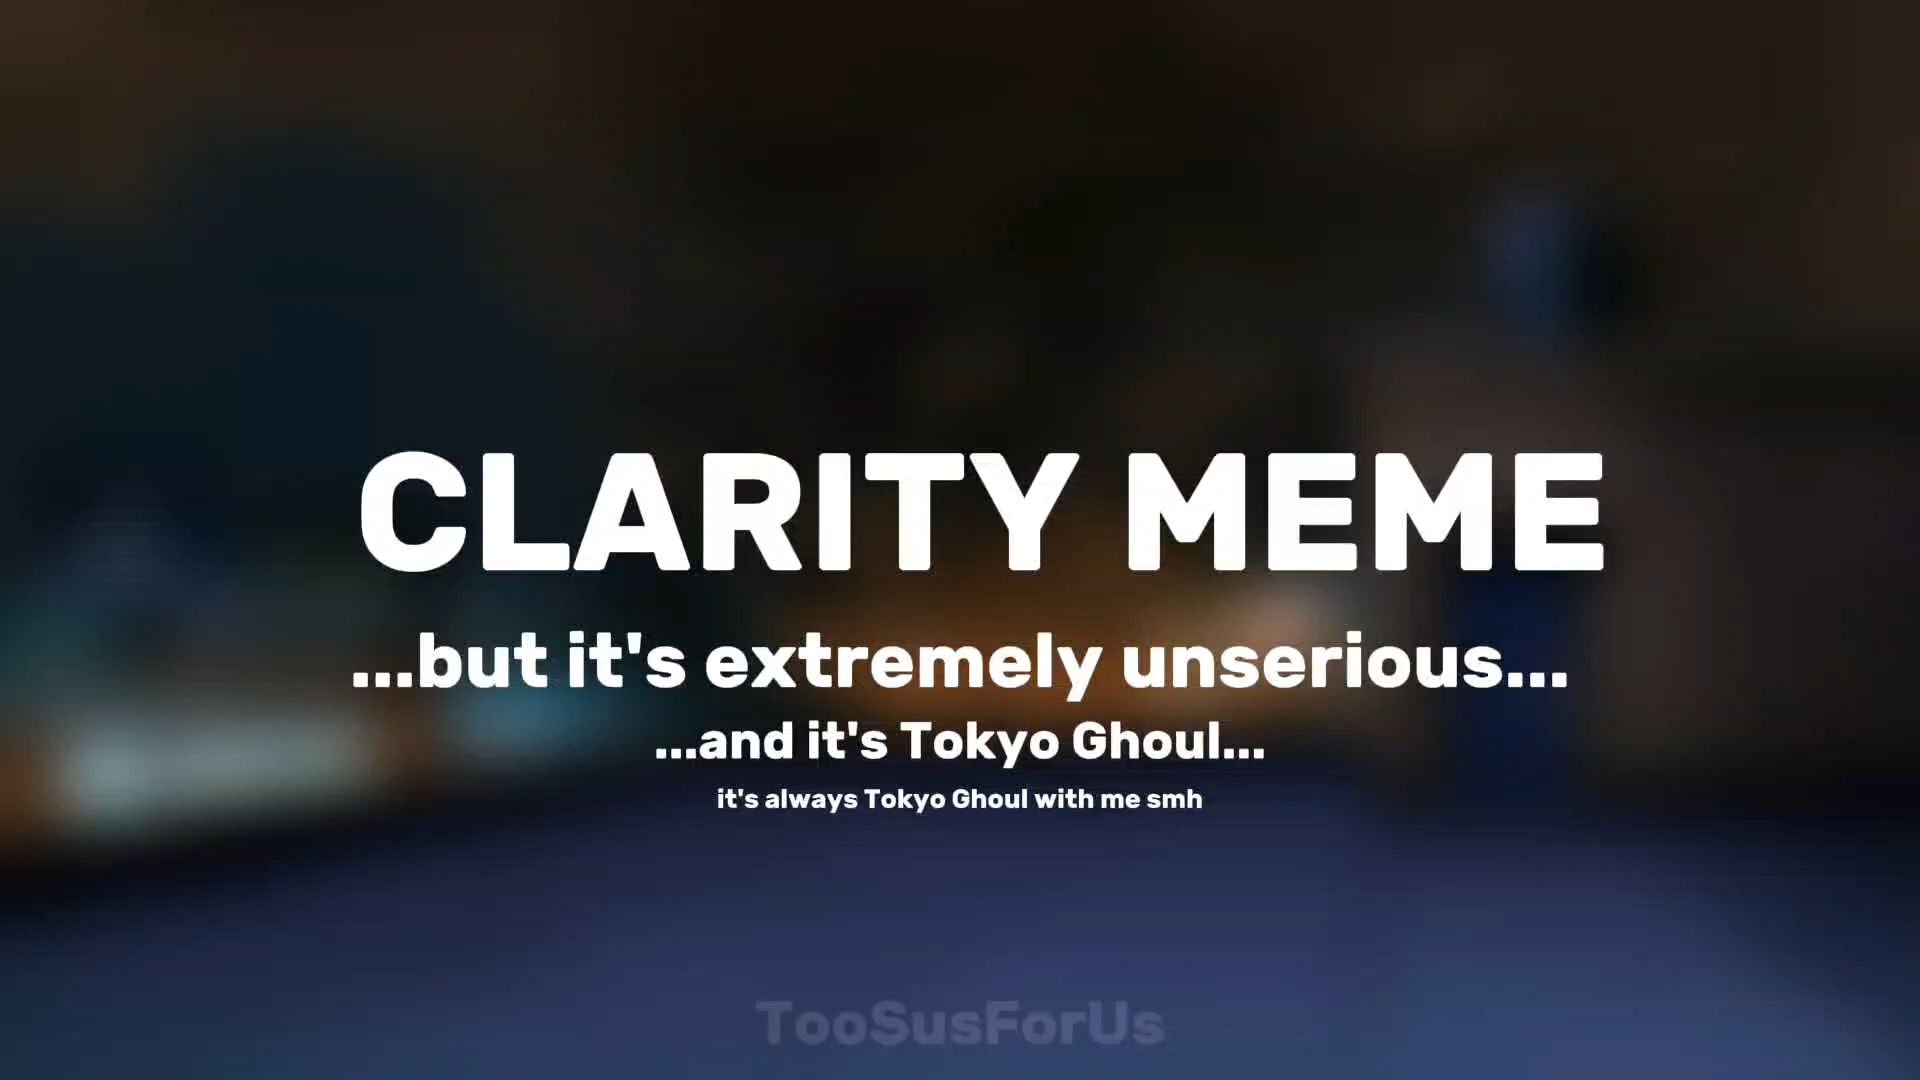 CLARITY MEME
...but it's extremely unserious...
...and it's Tokyo Ghoul...
it's always Tokyo Ghoul with me smh
TooSusForUs